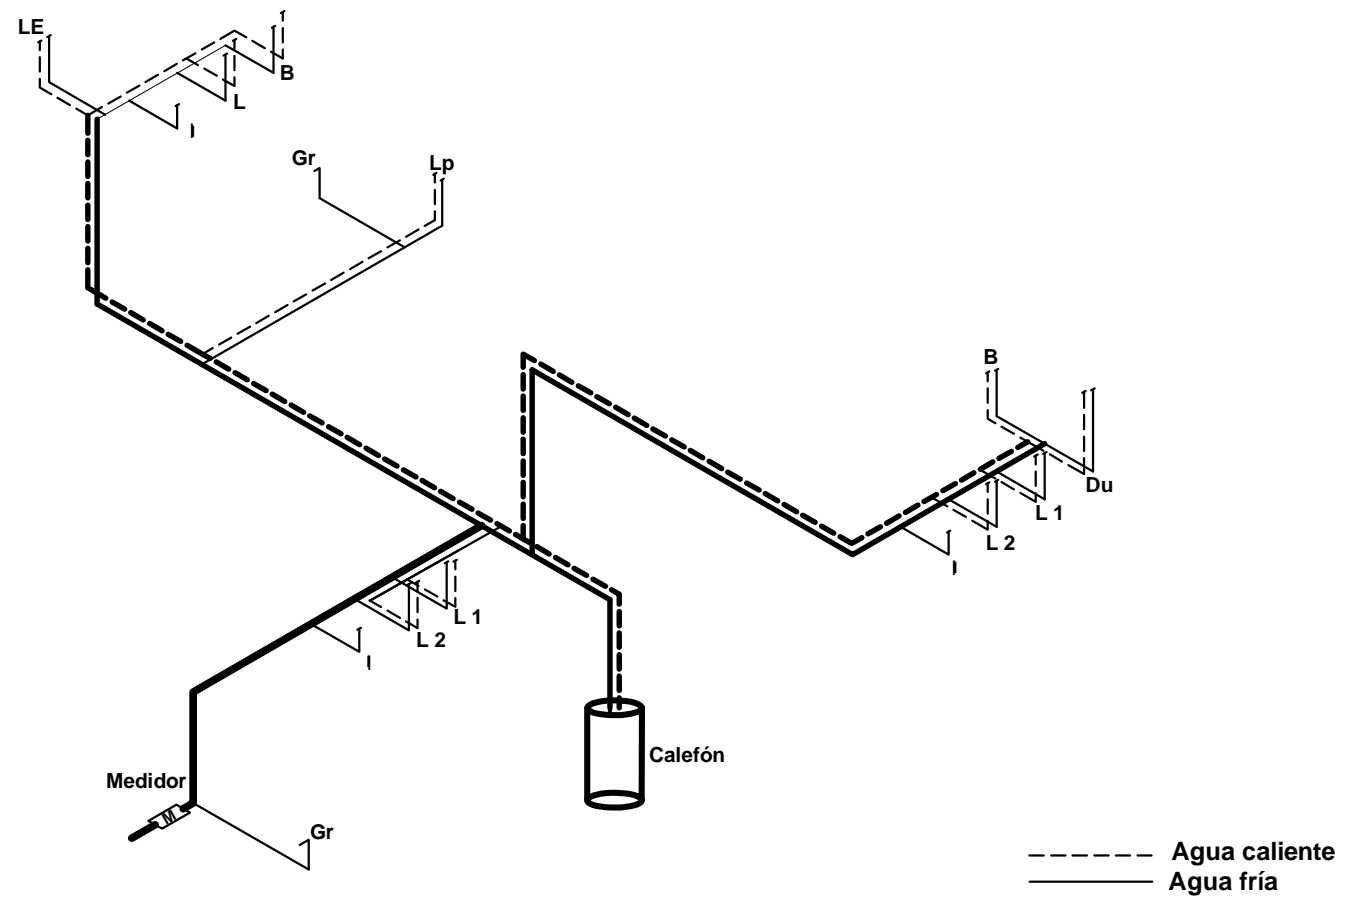 LE
B
L
I
Gr
Lp
B
Du
L 1
L 2
I
L 1
L 2
I
Calefón
Medidor
M
Gr
Agua caliente
Agua fría